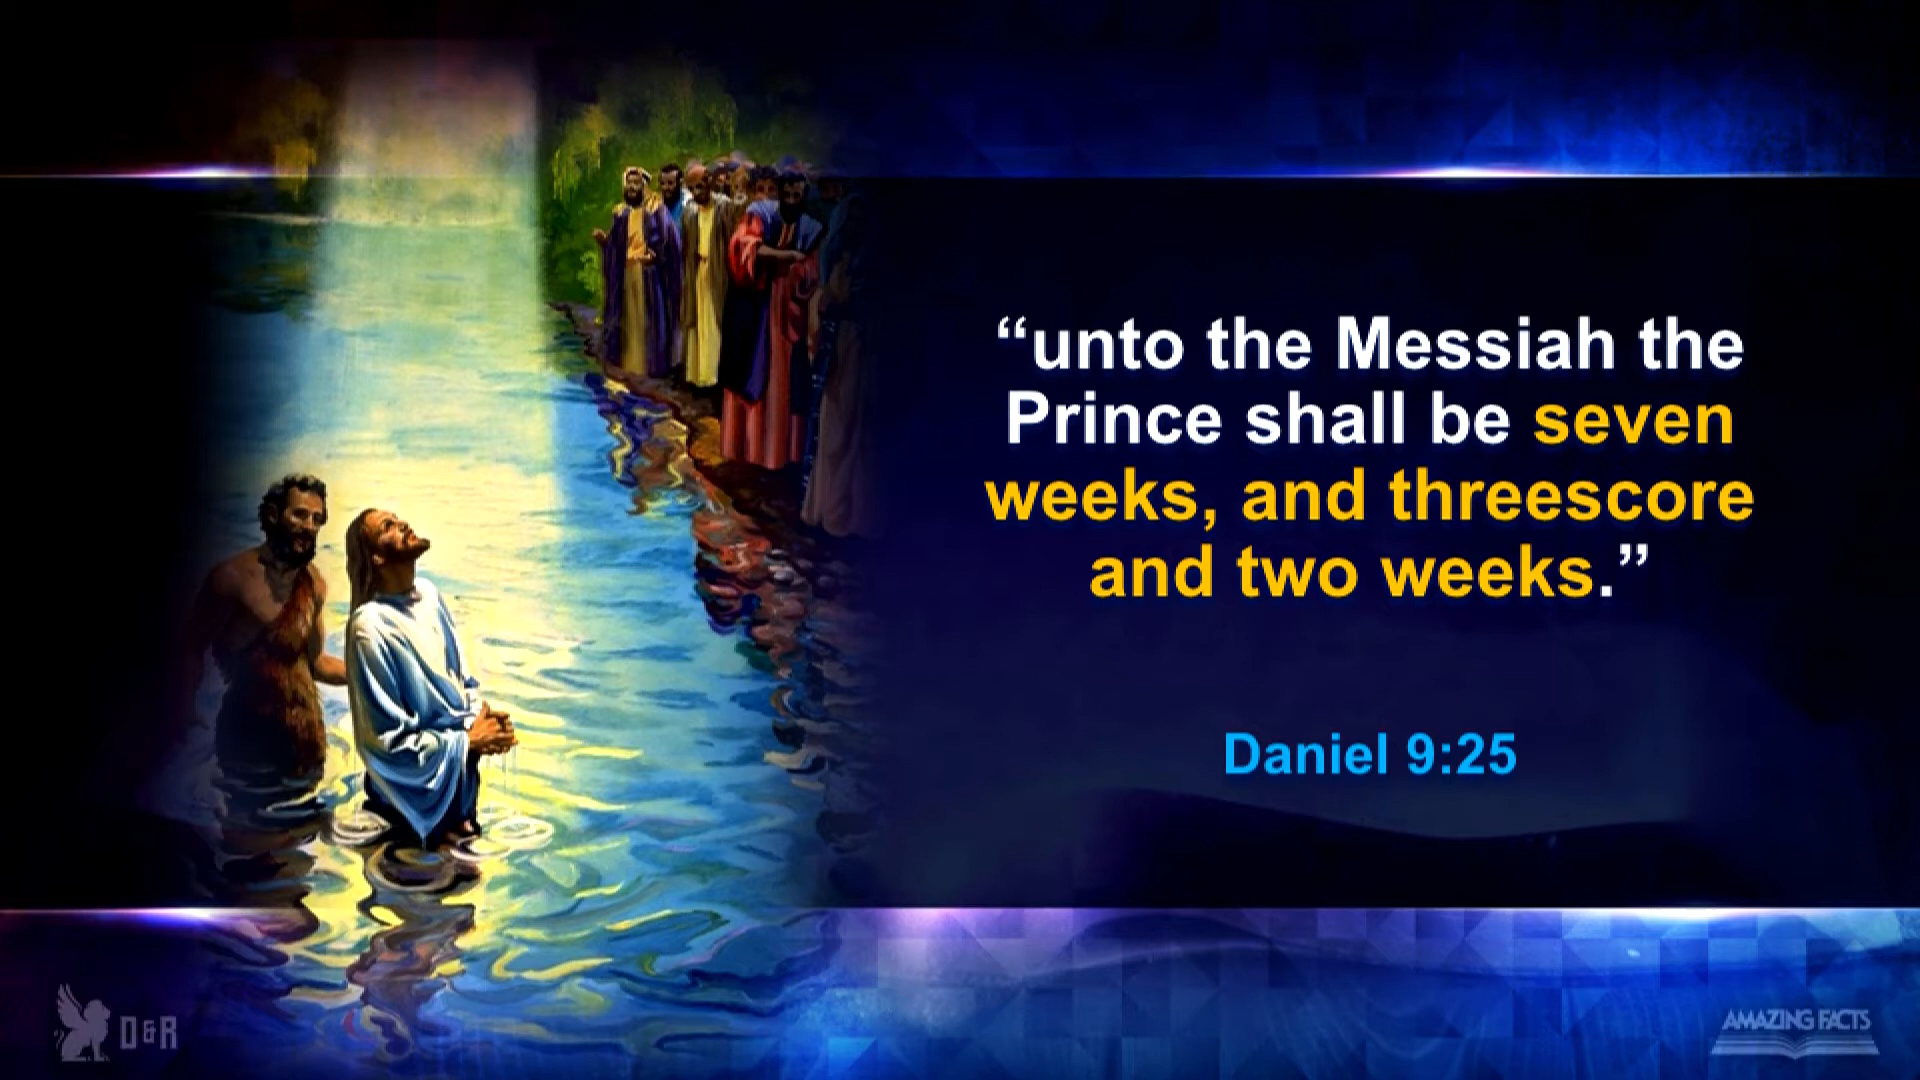 “unto the Messiah the
Prince shall be seven
weeks, and threescore
and two weeks.”
Daniel 9:25
D&R
AMAZING FACTS